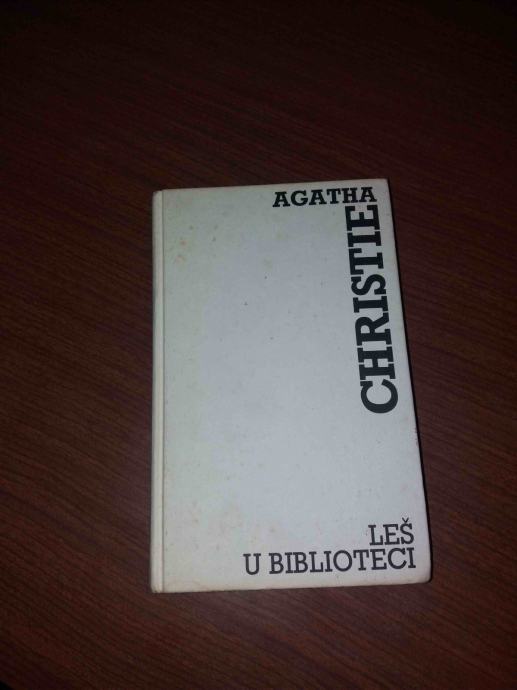 AGATHA
CHRISTIE
LEŠ
U BIBLIOTECI